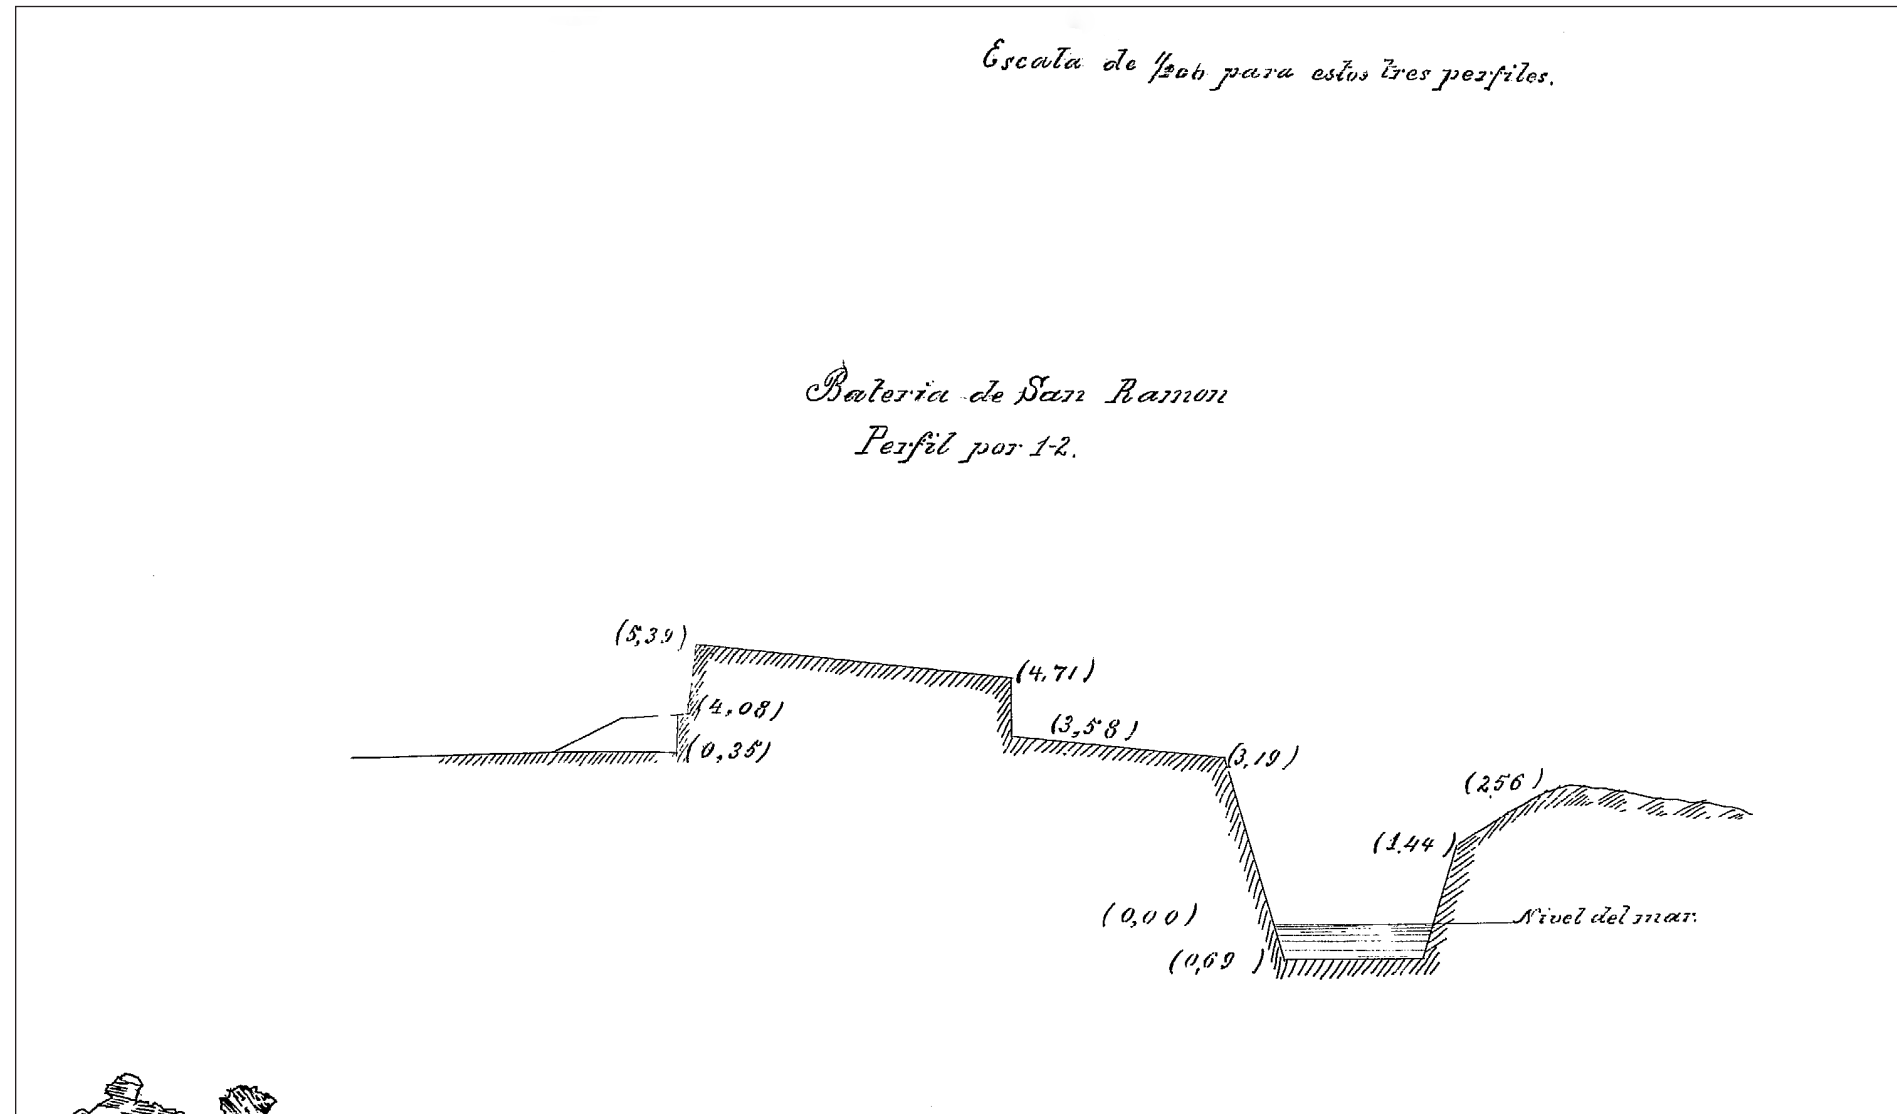 Escala de 1/200 para estos tres perfiles.
Bateria de San Ramon
Perfil por 1-2.
(5,39)
(4,71)
(4,08)
(3,58)
(0,35)
(3,19)
(2,56)
(1,44)
(0,00)
Nivel del mar.
(0,69)